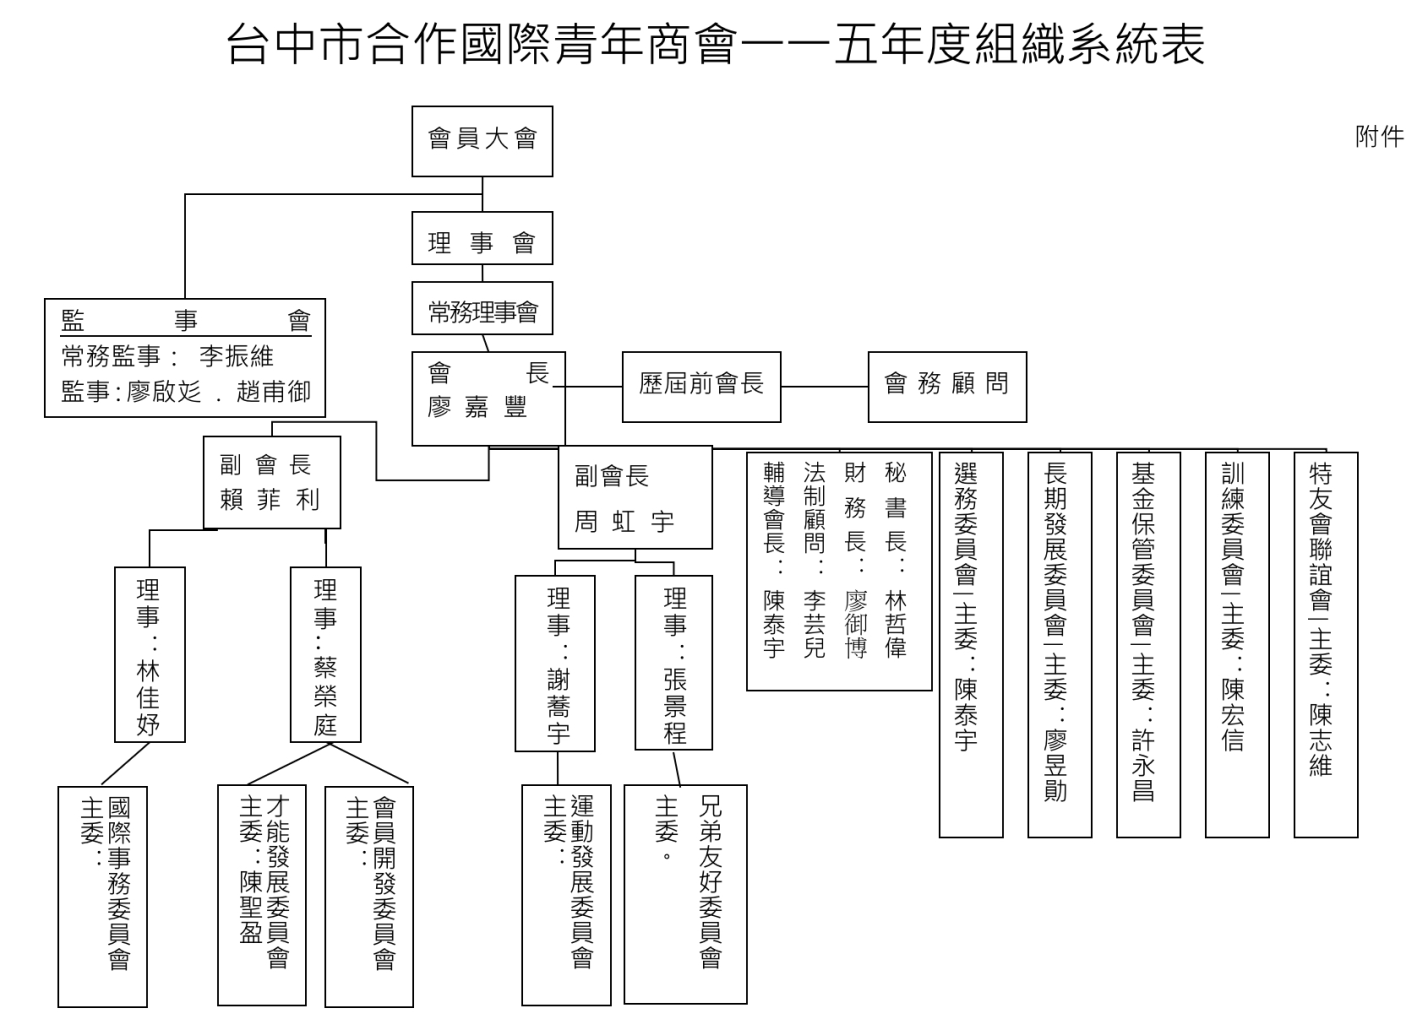 台中市合作國際青年商會一一五年度組織系統表
附件
會員大會
理事會
常務理事會
監事會
常務監事： 李振維
監事:廖啟彣 . 趙甫御
會長
廖嘉豐
歷屆前會長
會務顧問
副會長
賴菲利
副會長
周虹宇
秘書長： 林哲偉
財務長： 廖御博
法制顧問： 李芸兒
輔導會長： 陳泰宇
選務委員會—主委：陳泰宇
長期發展委員會—主委：廖昱勛
基金保管委員會—主委：許永昌
訓練委員會—主委：陳宏信
特友會聯誼會—主委：陳志維
理事：林佳妤
理事:蔡榮庭
理事：謝蕎宇
理事：張景程
國際事務委員會
主委：
才能發展委員會
主委：陳聖盈
會員開發委員會
主委：
運動發展委員會
主委：
兄弟友好委員會
主委。